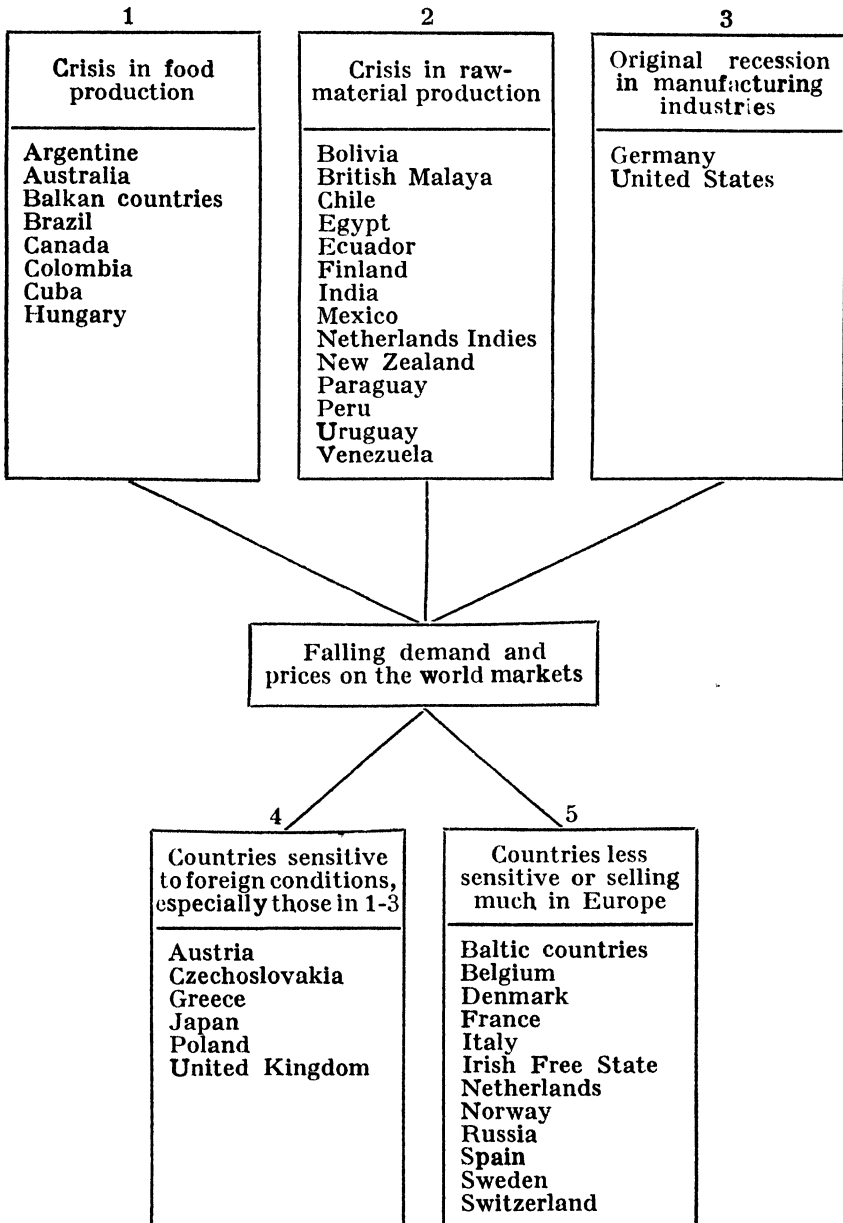 1
Crisis in food
production
Argentine
Australia
Balkan countries
Brazil
Canada
Colombia
Cuba
Hungary
2
Crisis in raw-
material production
Bolivia
British Malaya
Chile
Egypt
Ecuador
Finland
India
Mexico
Netherlands Indies
New Zealand
Paraguay
Peru
Uruguay
Venezuela
3
Original recession
in manufacturing
industries
Germany
United States
Falling demand and
prices on the world markets
4
Countries sensitive
to foreign conditions,
especially those in 1-3
Austria
Czechoslovakia
Greece
Japan
Poland
United Kingdom
5
Countries less
sensitive or selling
much in Europe
Baltic countries
Belgium
Denmark
France
Italy
Irish Free State
Netherlands
Norway
Russia
Spain
Sweden
Switzerland